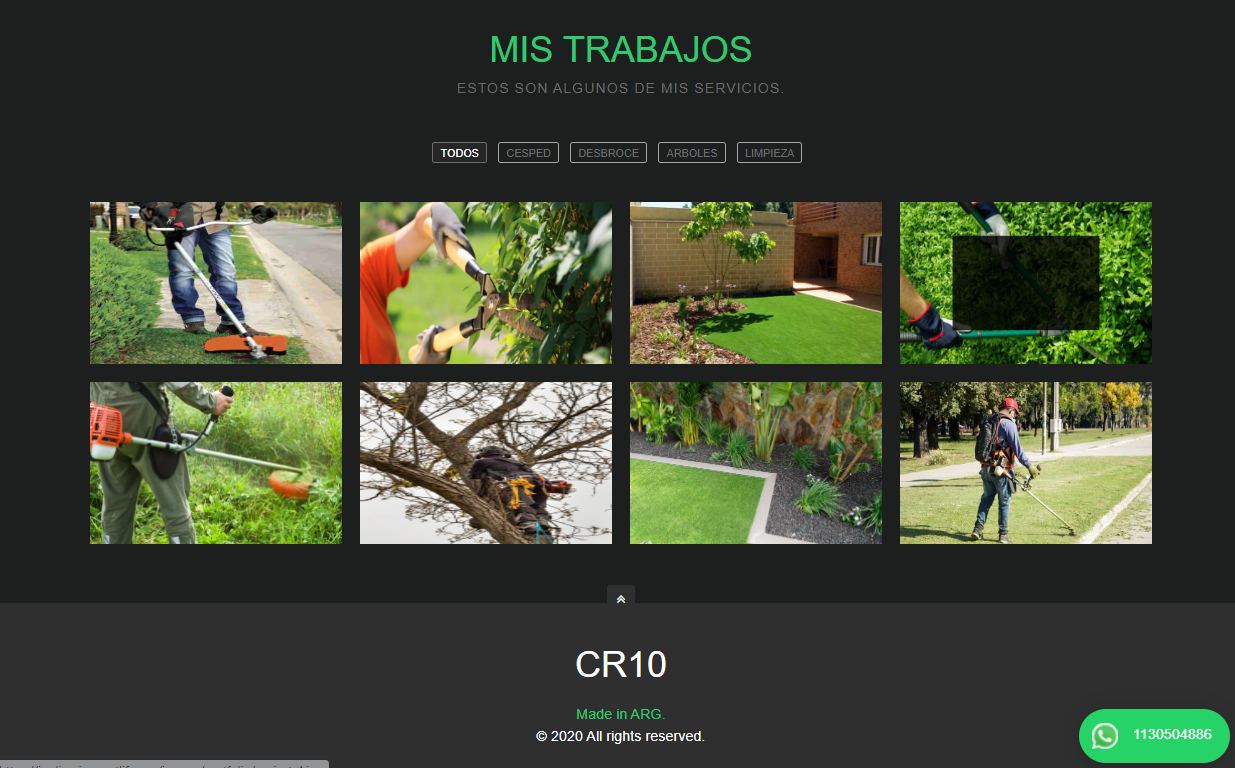 MIS TRABAJOS
ESTOS SON ALGUNOS DE MIS SERVICIOS.
TODOS CESPED DESBROCE ARBOLES LIMPIEZA
CR10
Made in ARG.
© 2020 All rights reserved.
1130504886